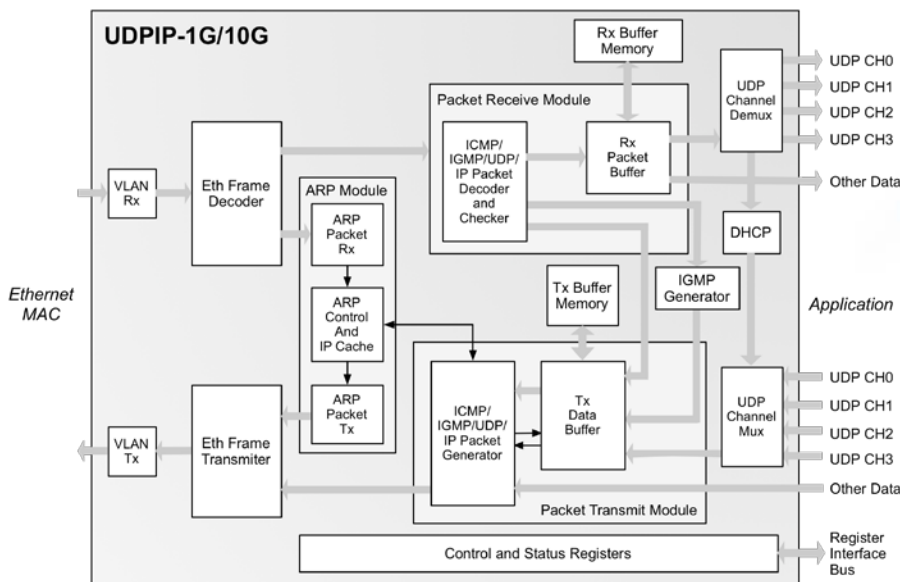 UDPIP-1G/10G
Rx Buffer
Memory
UDP CH0
UDP CH1
UDP CH2
UDP CH3
UDP
Channel
Demux
Packet Receive Module
ICMP/
IGMP/UDP/
IP Packet
Decoder
and
Checker
Rx
Packet
Buffer
Other Data
VLAN
Rx
Eth Frame
Decoder
ARP Module
ARP
Packet
Rx
DHCP
Ethernet
MAC
ARP
Control
And
IP Cache
Tx Buffer
Memory
IGMP
Generator
Application
ARP
Packet
Tx
ICMP/
IGMP/UDP/
IP Packet
Generator
Tx
Data
Buffer
UDP
Channel
Mux
UDP CH0
UDP CH1
UDP CH2
UDP CH3
VLAN
Tx
Eth Frame
Transmiter
Other Data
Packet Transmit Module
Control and Status Registers
Register
Interface
Bus